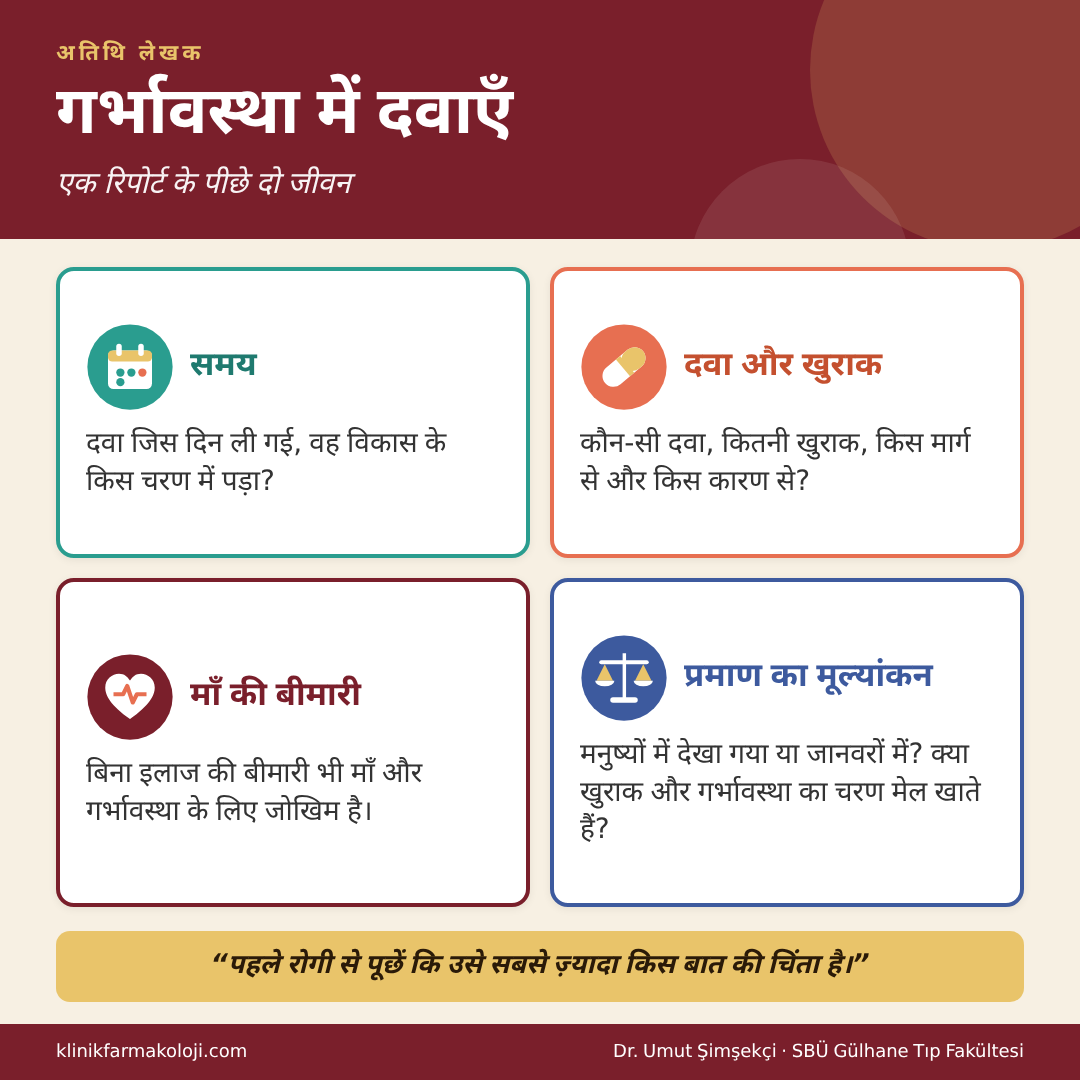 अतिथि लेखक
गर्भावस्था में दवाएँ
एक रिपोर्ट के पीछे दो जीवन
समय
दवा जिस दिन ली गई, वह विकास के
किस चरण में पड़ा?
दवा और खुराक
कौन-सी दवा, कितनी खुराक, किस मार्ग
से और किस कारण से?
माँ की बीमारी
बिना इलाज की बीमारी भी माँ और
गर्भावस्था के लिए जोखिम है।
प्रमाण का मूल्यांकन
मनुष्यों में देखा गया या जानवरों में? क्या
खुराक और गर्भावस्था का चरण मेल खाते
हैं?
“पहले रोगी से पूछें कि उसे सबसे ज़्यादा किस बात की चिंता है।”
klinikfarmakoloji.com
Dr. Umut Şimşekçi · SBÜ Gülhane Tıp Fakültesi